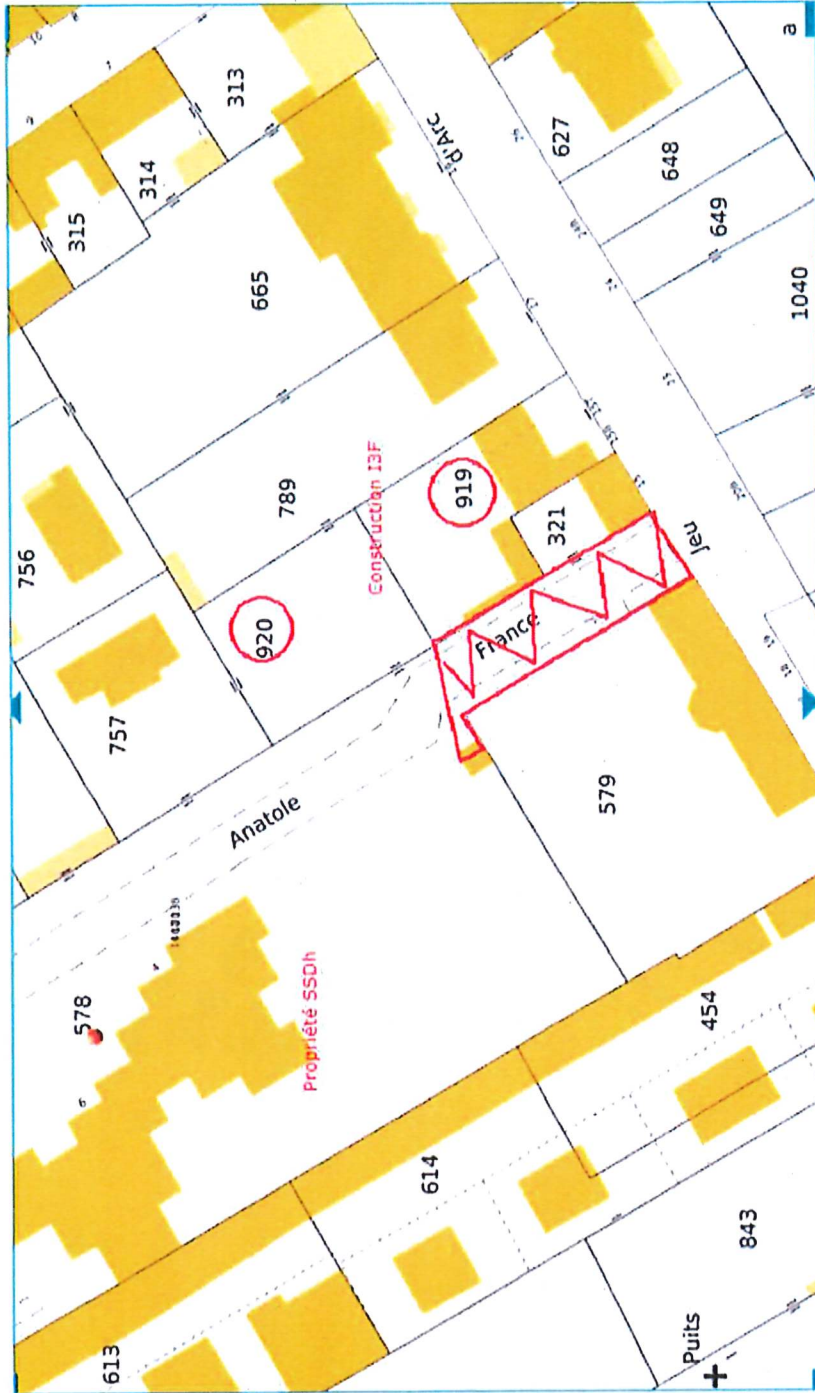 a
313
314
315
665
d'Arc
627
648
649
1040
756
789
Construction I3F
919
920
321
Jeu
France
757
579
Anatole
578
Propriété SSDh
454
614
843
613
Puits